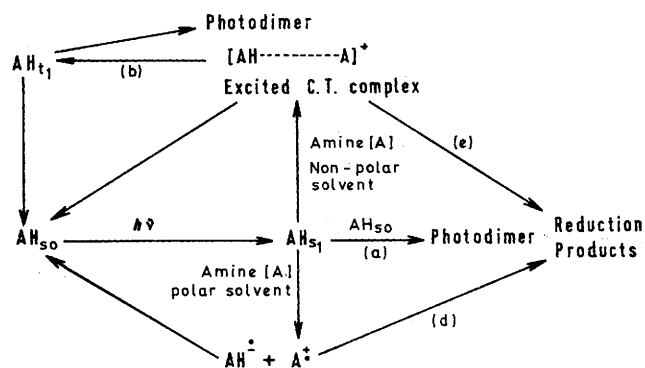 Photodimer
AHt1
(b)
[AH--------A]+
Excited C.T. complex
Amine [A]
Non-polar
solvent
(e)
AHso
hν
AHs1
AHso
(a)
Photodimer
Reduction
Products
Amine [A.]
polar solvent
(d)
AH∸ + A⨥